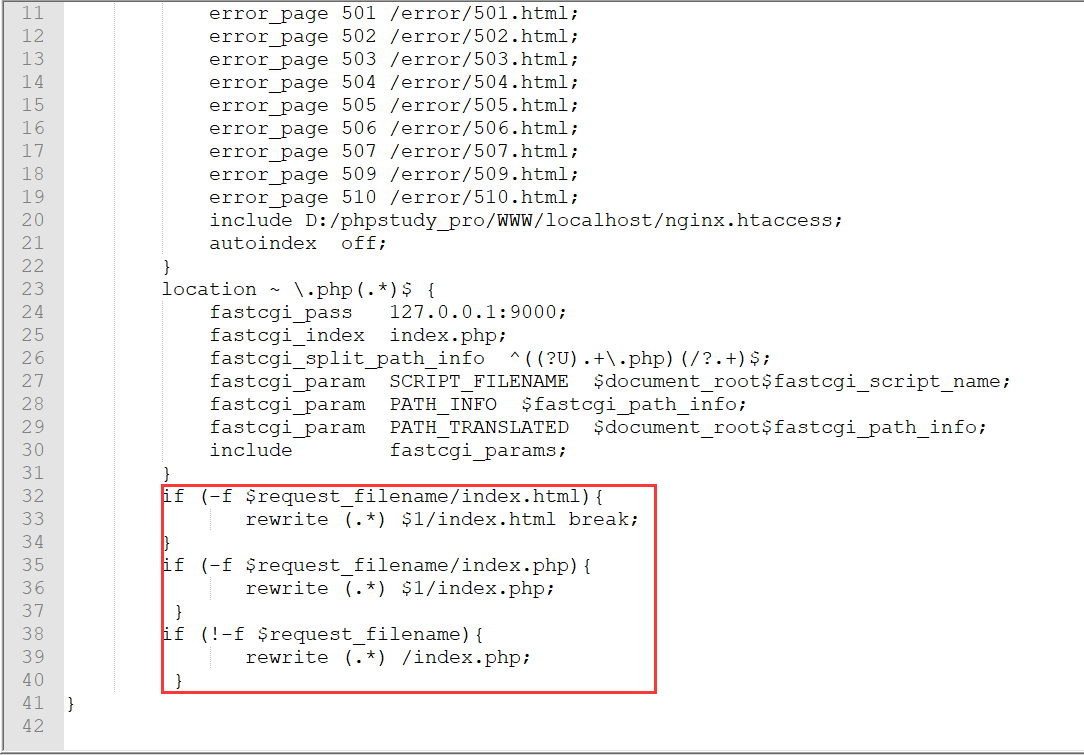 11 error_page 501 /error/501.html;
12 error_page 502 /error/502.html;
13 error_page 503 /error/503.html;
14 error_page 504 /error/504.html;
15 error_page 505 /error/505.html;
16 error_page 506 /error/506.html;
17 error_page 507 /error/507.html;
18 error_page 509 /error/509.html;
19 error_page 510 /error/510.html;
20 include D:/phpstudy_pro/WWW/localhost/nginx.htaccess;
21 autoindex  off;
22 }
23 location ~ \.php(.*)$ {
24 fastcgi_pass   127.0.0.1:9000;
25 fastcgi_index  index.php;
26 fastcgi_split_path_info  ^((?U).+\.php)(/?.+)$;
27 fastcgi_param  SCRIPT_FILENAME  $document_root$fastcgi_script_name;
28 fastcgi_param  PATH_INFO  $fastcgi_path_info;
29 fastcgi_param  PATH_TRANSLATED  $document_root$fastcgi_path_info;
30 include        fastcgi_params;
31 }
32 if (-f $request_filename/index.html){
33 rewrite (.*) $1/index.html break;
34 }
35 if (-f $request_filename/index.php){
36 rewrite (.*) $1/index.php;
37 }
38 if (!-f $request_filename){
39 rewrite (.*) /index.php;
40 }
41 }
42